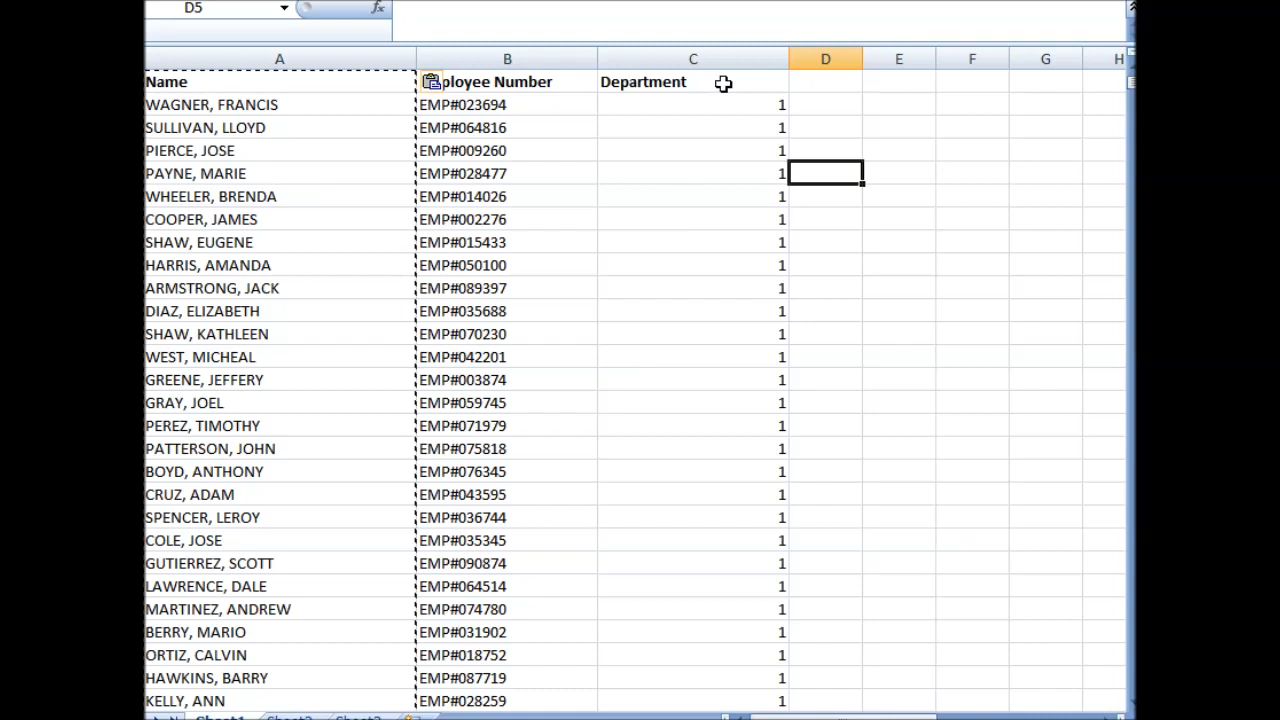 D5 fx
A B C D E F G H
Name ployee Number Department
WAGNER, FRANCIS EMP#023694 1
SULLIVAN, LLOYD EMP#064816 1
PIERCE, JOSE EMP#009260 1
PAYNE, MARIE EMP#028477 1
WHEELER, BRENDA EMP#014026 1
COOPER, JAMES EMP#002276 1
SHAW, EUGENE EMP#015433 1
HARRIS, AMANDA EMP#050100 1
ARMSTRONG, JACK EMP#089397 1
DIAZ, ELIZABETH EMP#035688 1
SHAW, KATHLEEN EMP#070230 1
WEST, MICHEAL EMP#042201 1
GREENE, JEFFERY EMP#003874 1
GRAY, JOEL EMP#059745 1
PEREZ, TIMOTHY EMP#071979 1
PATTERSON, JOHN EMP#075818 1
BOYD, ANTHONY EMP#076345 1
CRUZ, ADAM EMP#043595 1
SPENCER, LEROY EMP#036744 1
COLE, JOSE EMP#035345 1
GUTIERREZ, SCOTT EMP#090874 1
LAWRENCE, DALE EMP#064514 1
MARTINEZ, ANDREW EMP#074780 1
BERRY, MARIO EMP#031902 1
ORTIZ, CALVIN EMP#018752 1
HAWKINS, BARRY EMP#087719 1
KELLY, ANN EMP#028259 1
Sheet1 Sheet2 Sheet3